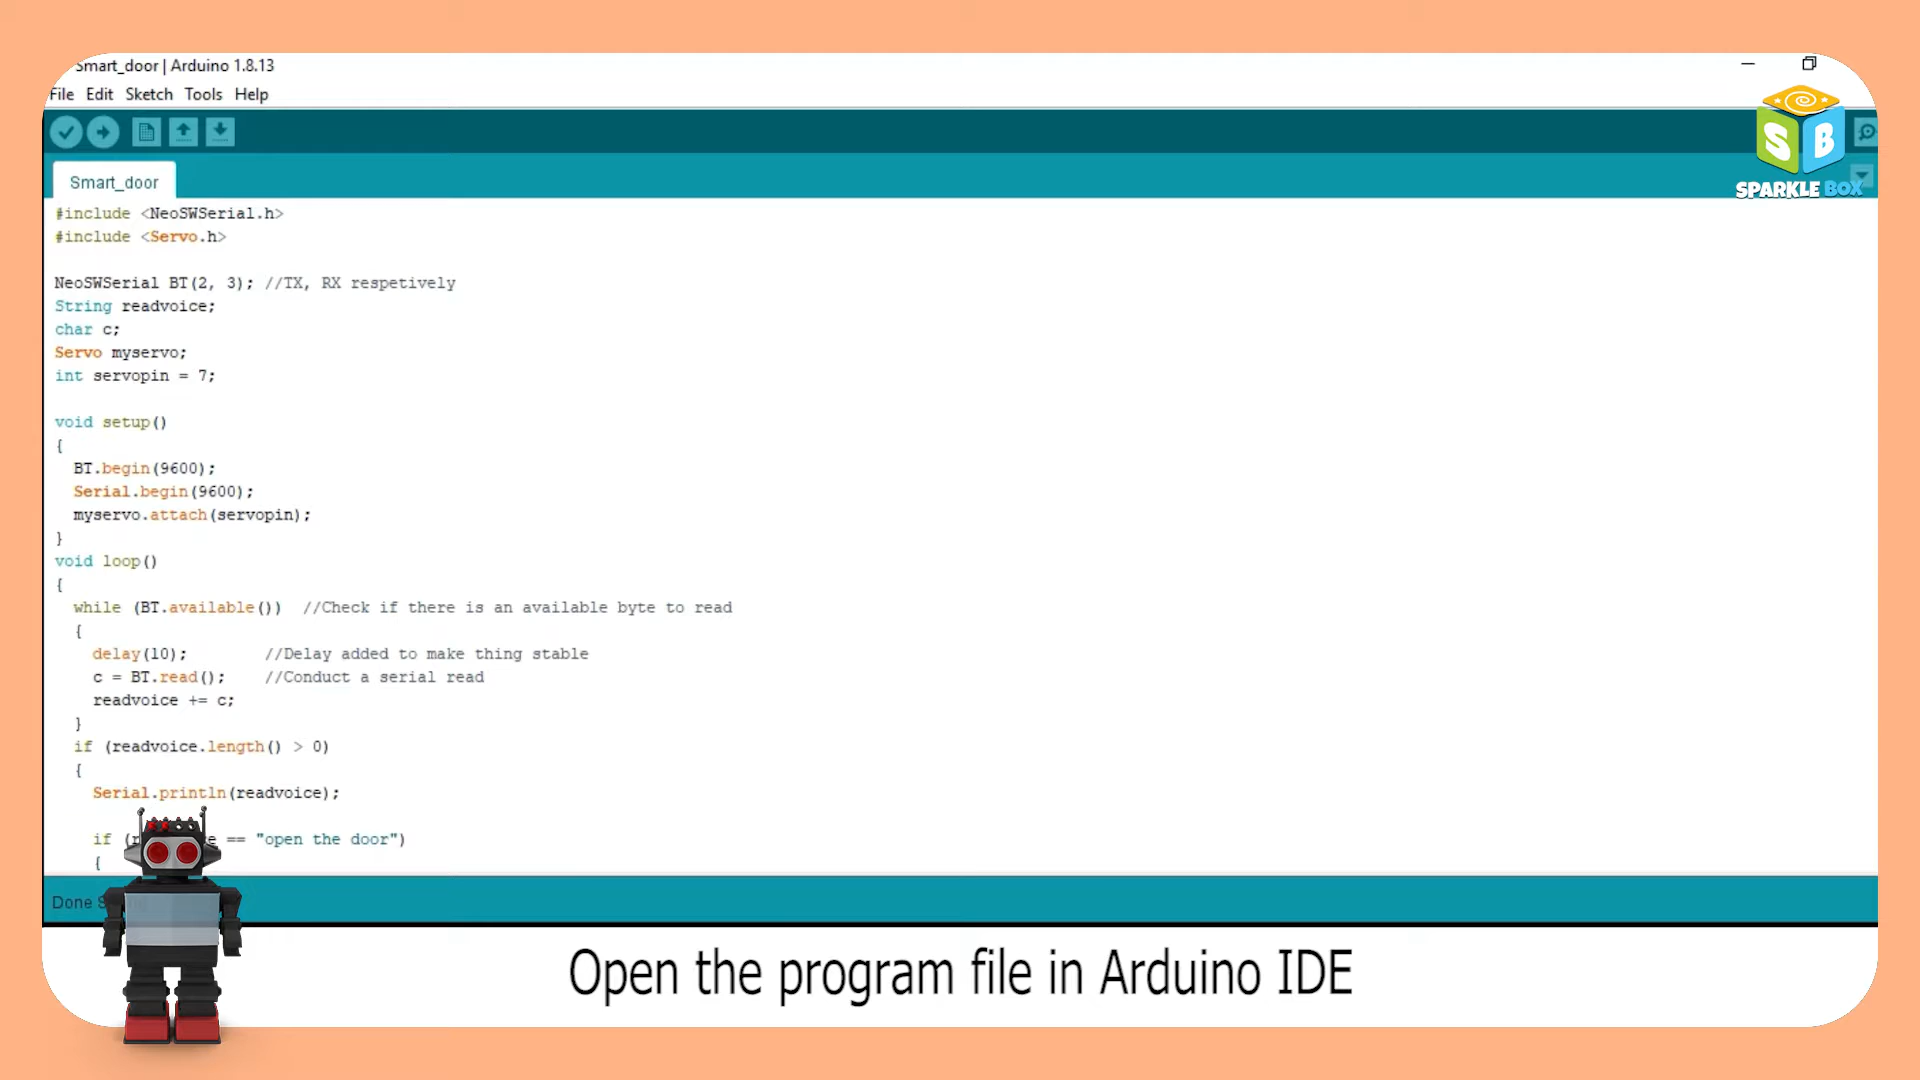 Smart_door | Arduino 1.8.13
File Edit Sketch Tools Help
S B
SPARKLE BOX
Smart_door
#include <NeoSWSerial.h>
#include <Servo.h>
NeoSWSerial BT(2, 3); //TX, RX respetively
String readvoice;
char c;
Servo myservo;
int servopin = 7;
void setup()
{
BT.begin(9600);
Serial.begin(9600);
myservo.attach(servopin);
}
void loop()
{
while (BT.available()) //Check if there is an available byte to read
{
delay(10); //Delay added to make thing stable
c = BT.read(); //Conduct a serial read
readvoice += c;
}
if (readvoice.length() > 0)
{
Serial.println(readvoice);
if ( == "open the door")
{
Done
Open the program file in Arduino IDE